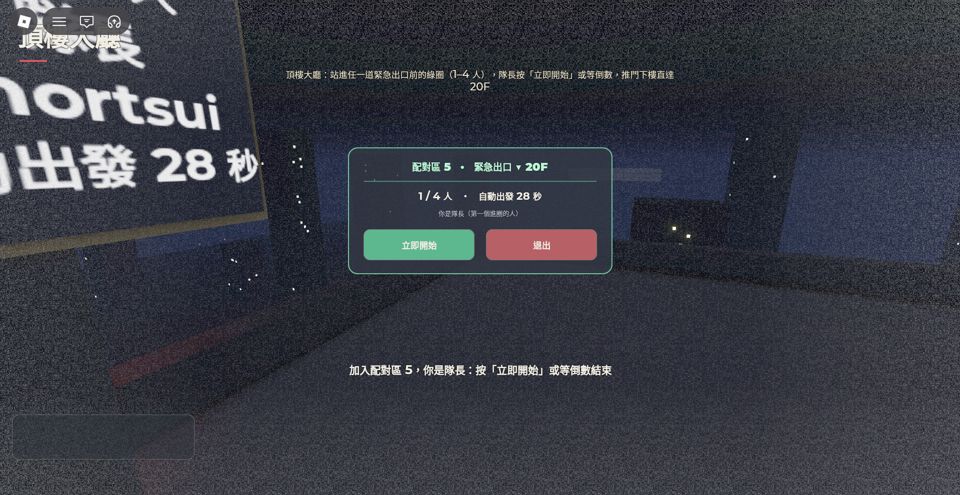 頂樓大廳
隊長
hortsui
動出發 28 秒
頂樓大廳：站進任一道緊急出口前的綠圈（1–4 人），隊長按「立即開始」或等倒數，推門下樓直達
20F
配對區 5 • 緊急出口 ▾ 20F
1 / 4 人 • 自動出發 28 秒
你是隊長（第一個進圈的人）
立即開始 退出
加入配對區 5，你是隊長：按「立即開始」或等倒數結束